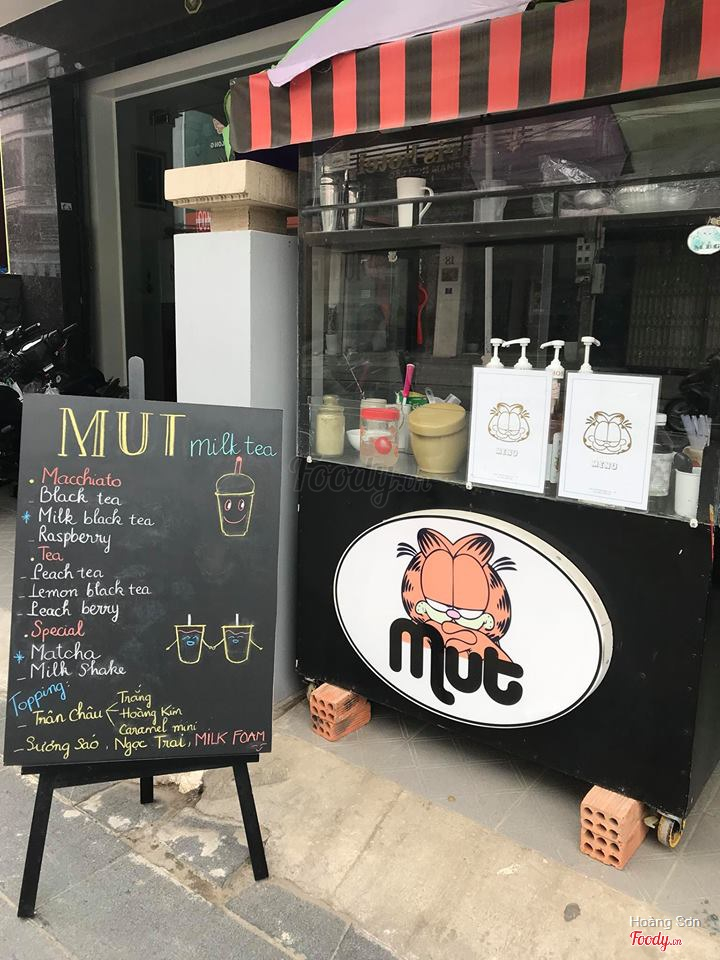 MUT milk tea
. Macchiato
- Black tea
* Milk black tea
- Raspberry
. Tea
- Peach tea
- Lemon black tea
- Peach berry
. Special
* Matcha
- Milk Shake
Topping:
- Trân Châu
Trắng
Hoàng Kim
Caramel mini
- Sương Sáo, Ngọc Trai, MILK FOAM
MENU
MENU
mut
Foody.vn
Hoàng Sơn
Foody.vn